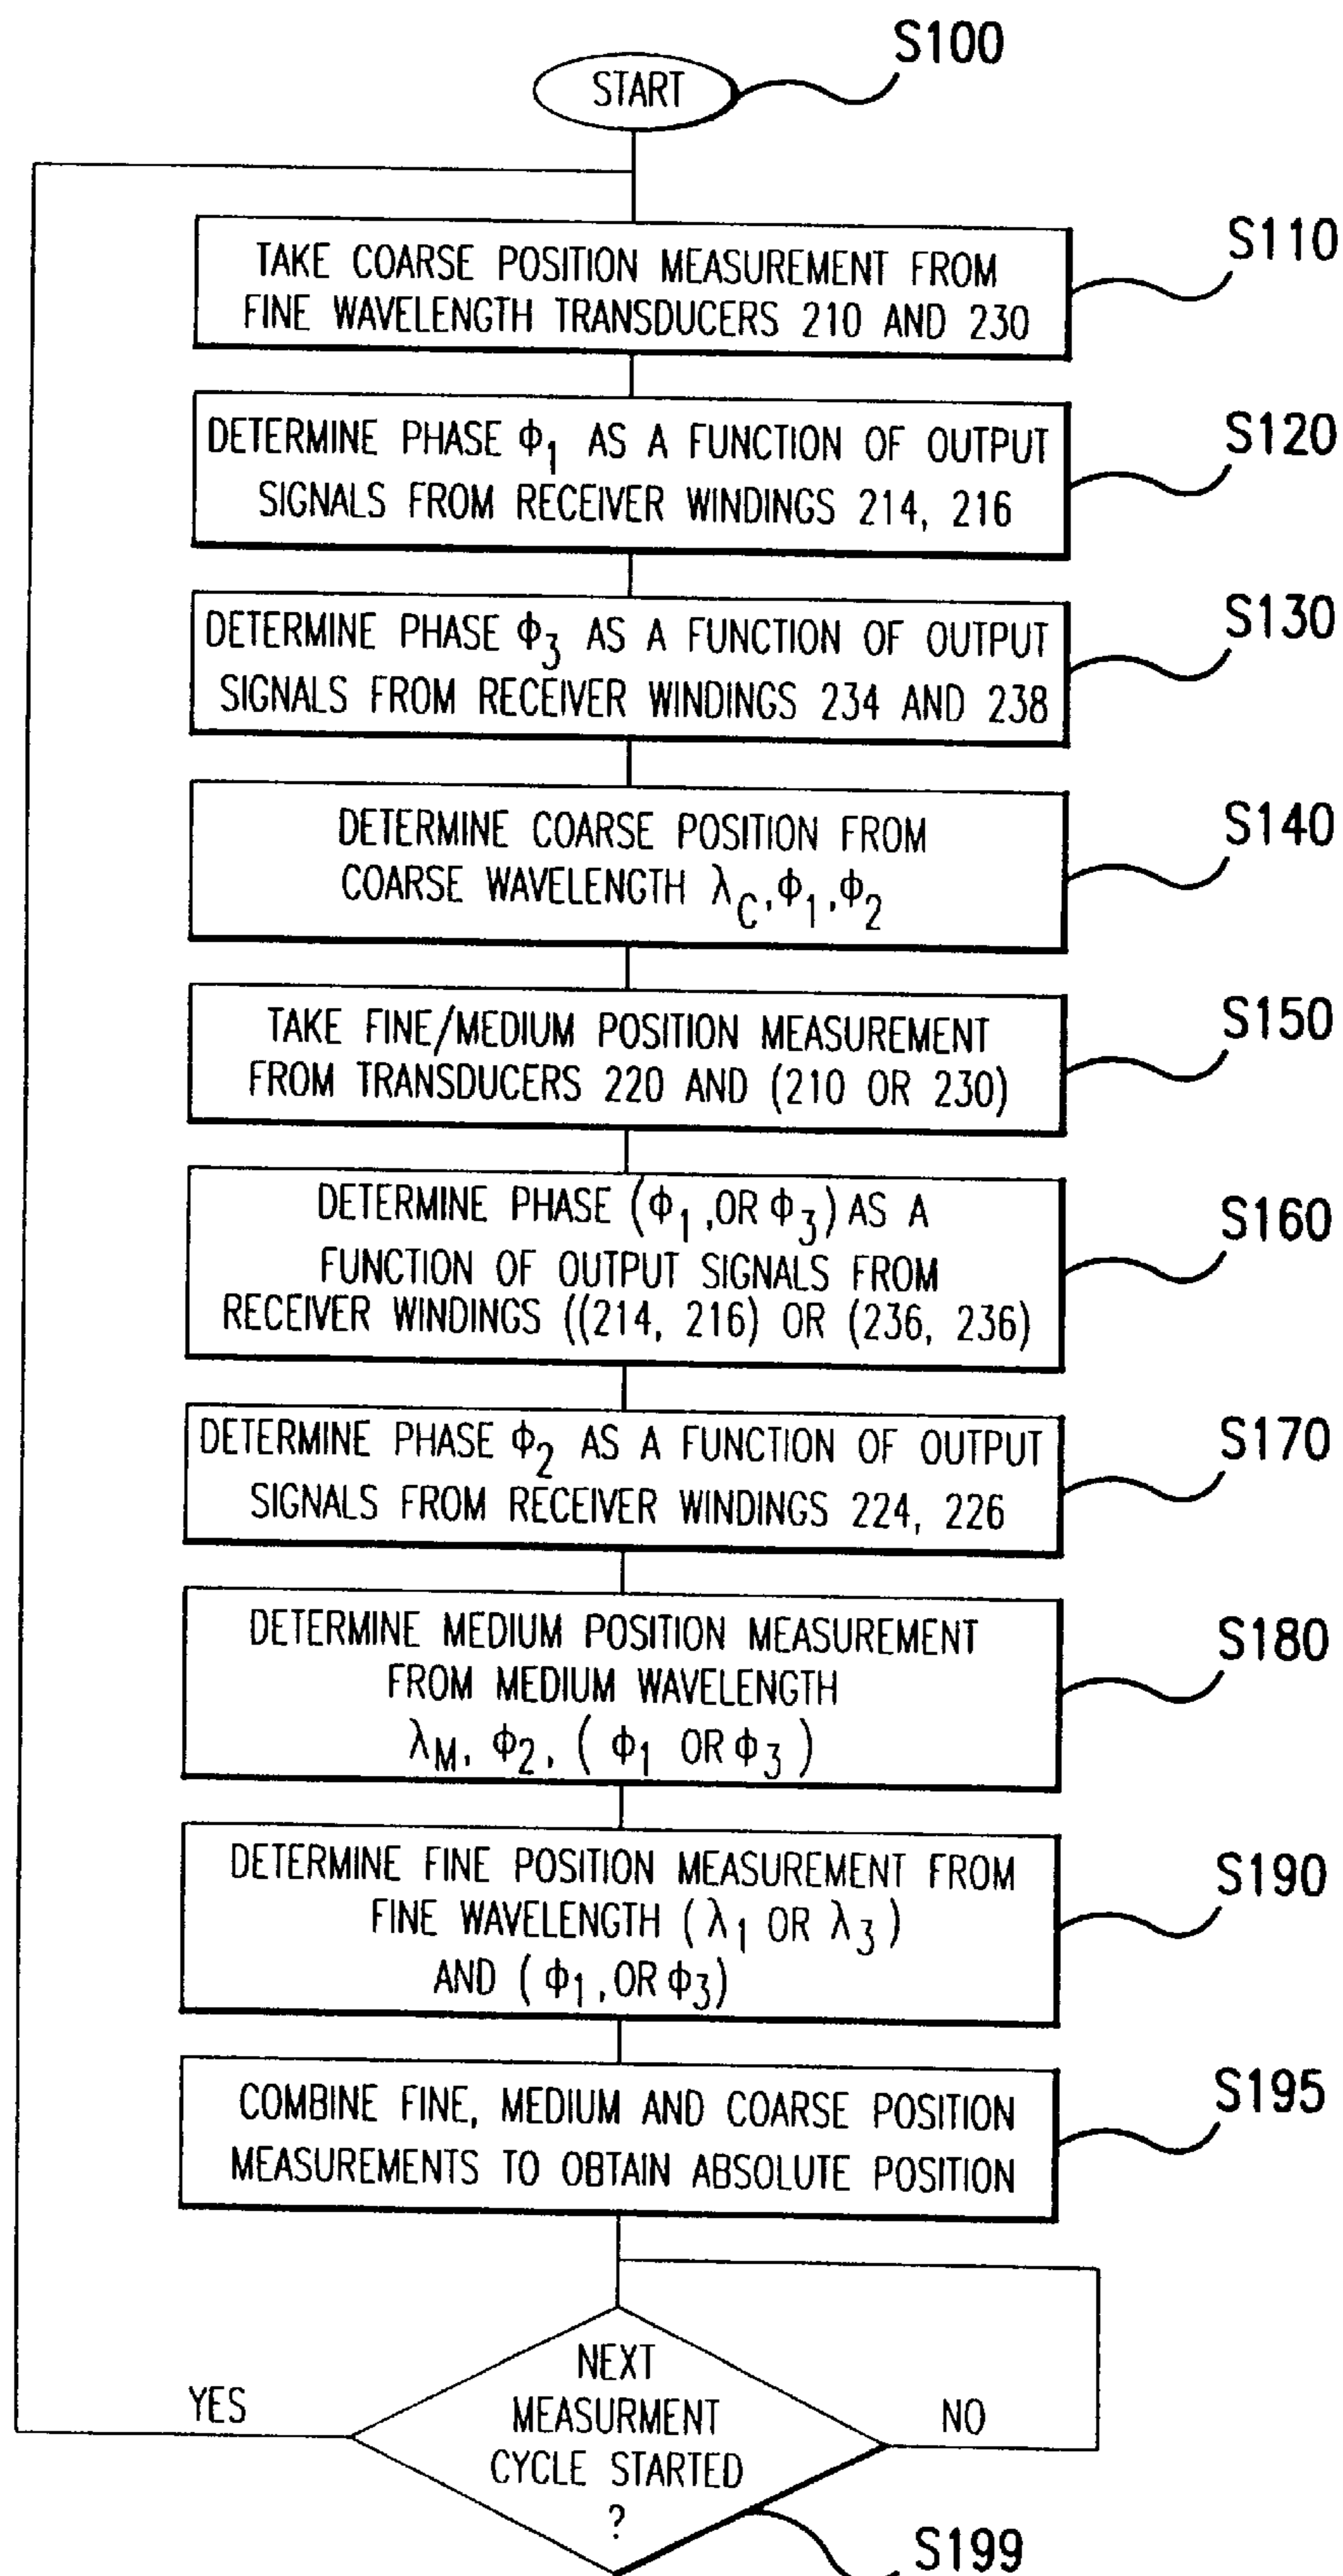 START
S100
TAKE COARSE POSITION MEASUREMENT FROM
FINE WAVELENGTH TRANSDUCERS 210 AND 230
S110
DETERMINE PHASE Φ1 AS A FUNCTION OF OUTPUT
SIGNALS FROM RECEIVER WINDINGS 214, 216
S120
DETERMINE PHASE Φ3 AS A FUNCTION OF OUTPUT
SIGNALS FROM RECEIVER WINDINGS 234 AND 238
S130
DETERMINE COARSE POSITION FROM
COARSE WAVELENGTH λC,Φ1,Φ2
S140
TAKE FINE/MEDIUM POSITION MEASUREMENT
FROM TRANSDUCERS 220 AND (210 OR 230)
S150
DETERMINE PHASE (Φ1,OR Φ3) AS A
FUNCTION OF OUTPUT SIGNALS FROM
RECEIVER WINDINGS ((214, 216) OR (236, 236)
S160
DETERMINE PHASE Φ2 AS A FUNCTION OF OUTPUT
SIGNALS FROM RECEIVER WINDINGS 224, 226
S170
DETERMINE MEDIUM POSITION MEASUREMENT
FROM MEDIUM WAVELENGTH
λM, Φ2, (Φ1 OR Φ3)
S180
DETERMINE FINE POSITION MEASUREMENT FROM
FINE WAVELENGTH (λ1 OR λ3)
AND (Φ1,OR Φ3)
S190
COMBINE FINE, MEDIUM AND COARSE POSITION
MEASUREMENTS TO OBTAIN ABSOLUTE POSITION
S195
NEXT
MEASURMENT
CYCLE STARTED
?
YES
NO
S199